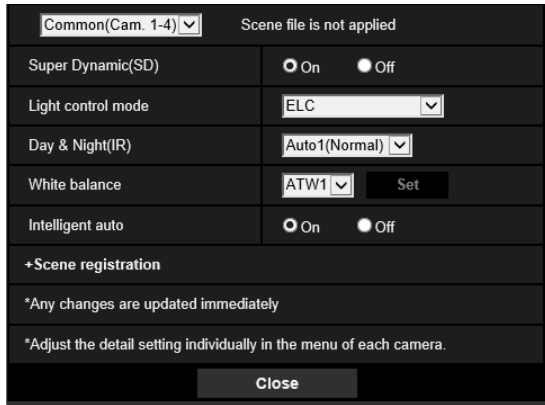 Common(Cam. 1-4) Scene file is not applied
Super Dynamic(SD) On Off
Light control mode ELC
Day & Night(IR) Auto1(Normal)
White balance ATW1 Set
Intelligent auto On Off
+Scene registration
*Any changes are updated immediately
*Adjust the detail setting individually in the menu of each camera.
Close